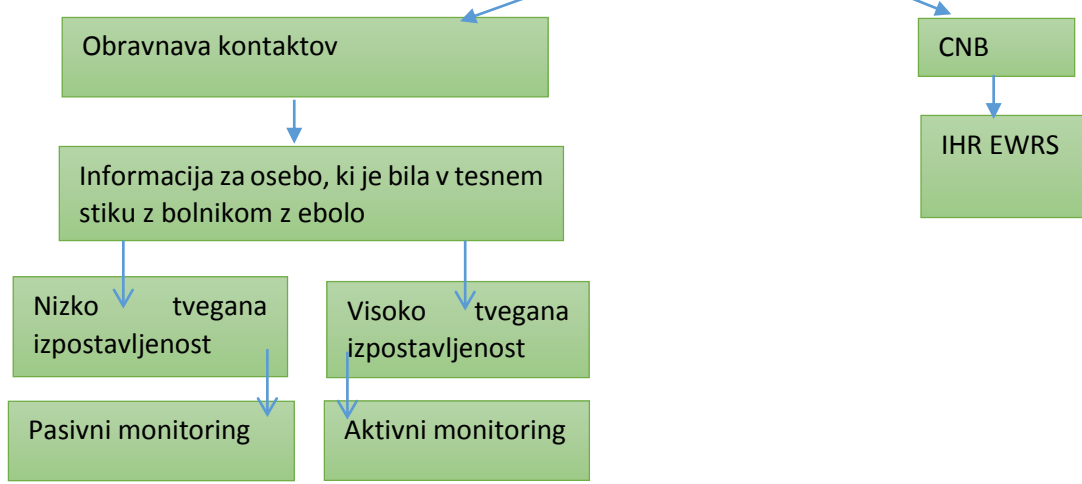 Obravnava kontaktov
CNB
IHR EWRS
Informacija za osebo, ki je bila v tesnem
stiku z bolnikom z ebolo
Nizko tvegana
izpostavljenost
Visoko tvegana
izpostavljenost
Pasivni monitoring
Aktivni monitoring